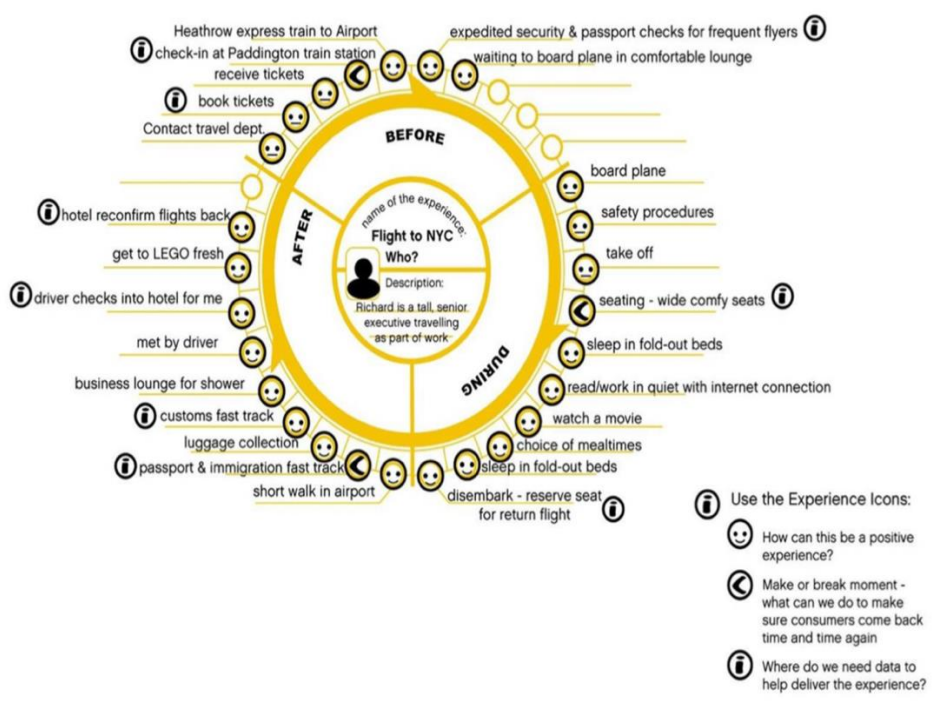 Heathrow express train to Airport
check-in at Paddington train station
receive tickets
book tickets
Contact travel dept.
expedited security & passport checks for frequent flyers
waiting to board plane in comfortable lounge
BEFORE
board plane
safety procedures
take off
seating - wide comfy seats
sleep in fold-out beds
read/work in quiet with internet connection
watch a movie
choice of mealtimes
sleep in fold-out beds
disembark - reserve seat
for return flight
DURING
hotel reconfirm flights back
get to LEGO fresh
driver checks into hotel for me
met by driver
business lounge for shower
customs fast track
luggage collection
passport & immigration fast track
short walk in airport
AFTER
name of the experience:
Flight to NYC
Who?
Description:
Richard is a tall, senior
executive travelling
as part of work
Use the Experience Icons:
How can this be a positive
experience?
Make or break moment -
what can we do to make
sure consumers come back
time and time again
Where do we need data to
help deliver the experience?